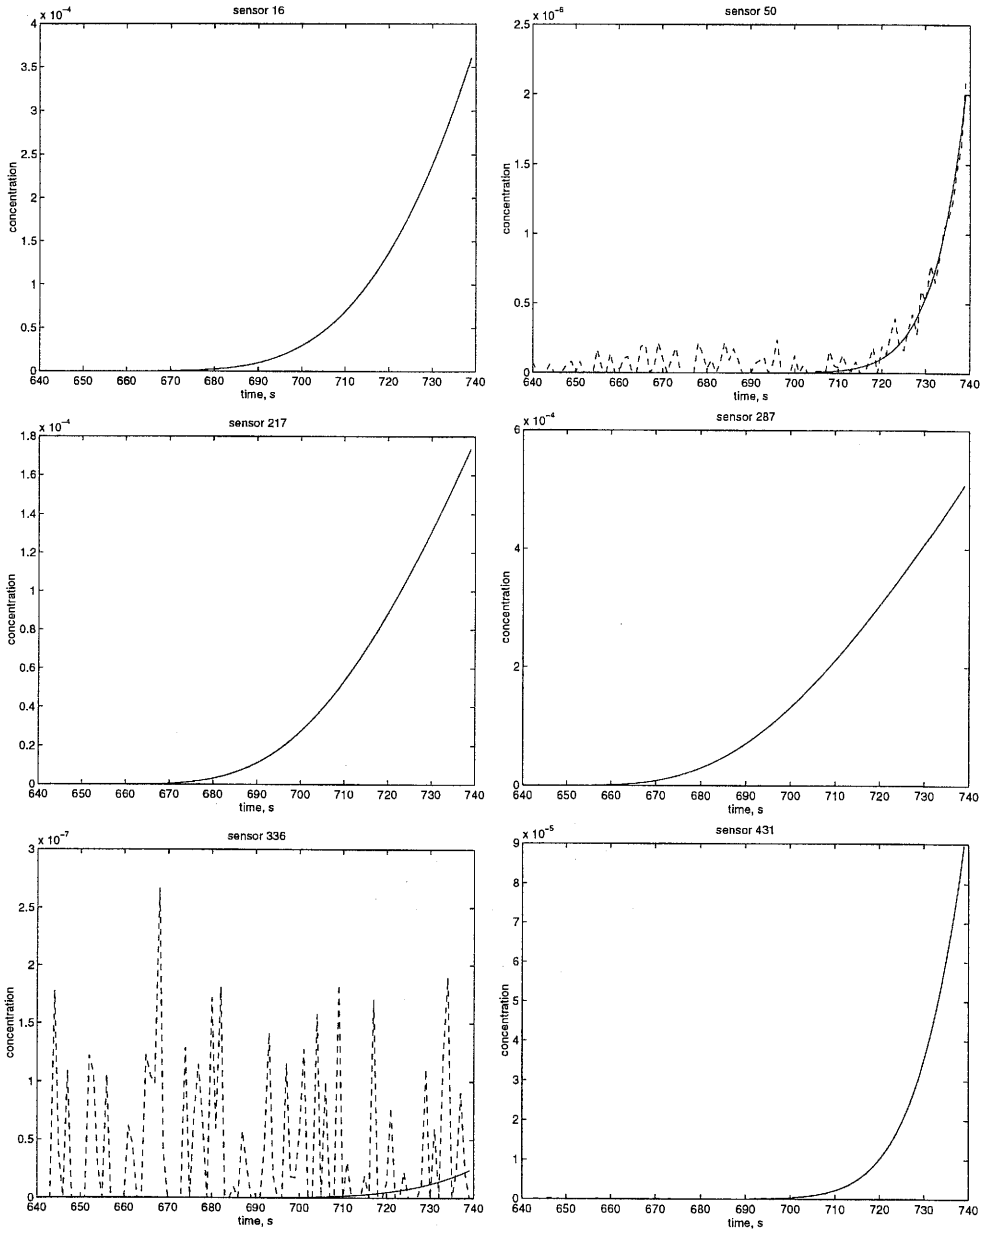 sensor 16
x 10⁻⁴
4
3.5
3
2.5
2
1.5
1
0.5
0
concentration
640 650 660 670 680 690 700 710 720 730 740
time, s
sensor 50
x 10⁻⁶
2.5
2
1.5
1
0.5
0
concentration
640 650 660 670 680 690 700 710 720 730 740
time, s
sensor 217
x 10⁻⁴
1.8
1.6
1.4
1.2
1
0.8
0.6
0.4
0.2
0
concentration
640 650 660 670 680 690 700 710 720 730 740
time, s
sensor 287
x 10⁻⁴
6
4
2
0
concentration
640 650 660 670 680 690 700 710 720 730 740
time, s
sensor 336
x 10⁻⁷
3
2.5
2
1.5
1
0.5
0
concentration
640 650 660 670 680 690 700 710 720 730 740
time, s
sensor 431
x 10⁻⁵
9
8
7
6
5
4
3
2
1
0
concentration
640 650 660 670 680 690 700 710 720 730 740
time, s